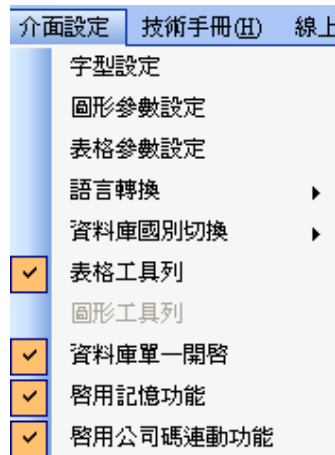 介面設定 技術手冊(H) 線上
字型設定
圖形參數設定
表格參數設定
語言轉換
資料庫國別切換
表格工具列
圖形工具列
資料庫單一開啓
啓用記憶功能
啓用公司碼連動功能